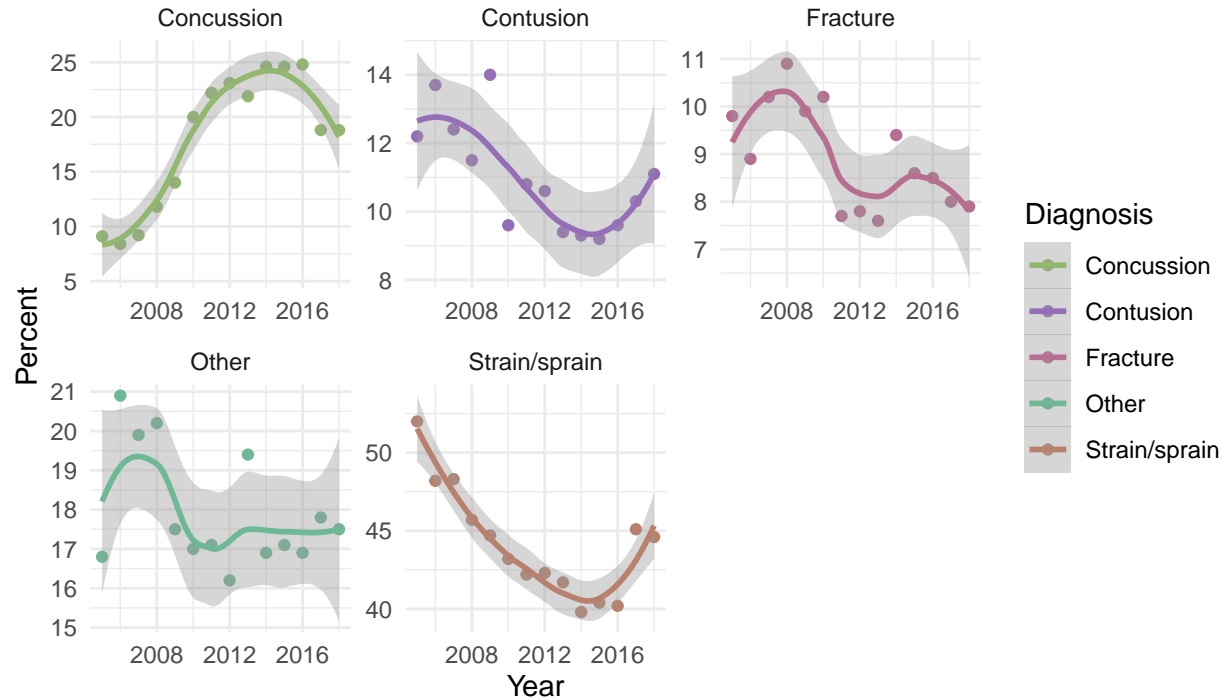 Concussion
Contusion
Fracture
25
20
15
10
5
2008 2012 2016
14
12
10
8
2008 2012 2016
11
10
9
8
7
2008 2012 2016
Percent
Other
Strain/sprain
21
20
19
18
17
16
15
2008 2012 2016
50
45
40
2008 2012 2016
Year
Diagnosis
Concussion
Contusion
Fracture
Other
Strain/sprain